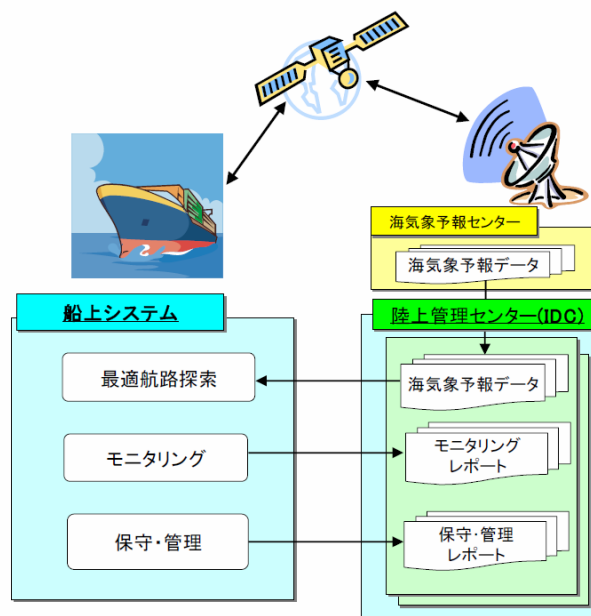 海気象予報センター
海気象予報データ
船上システム
陸上管理センター(IDC)
最適航路探索
海気象予報データ
モニタリング
モニタリング
レポート
保守・管理
保守・管理
レポート